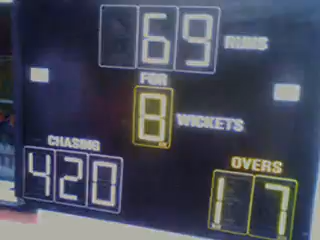 69 RUNS
FOR
8 WICKETS
CHASING OVERS
420 17